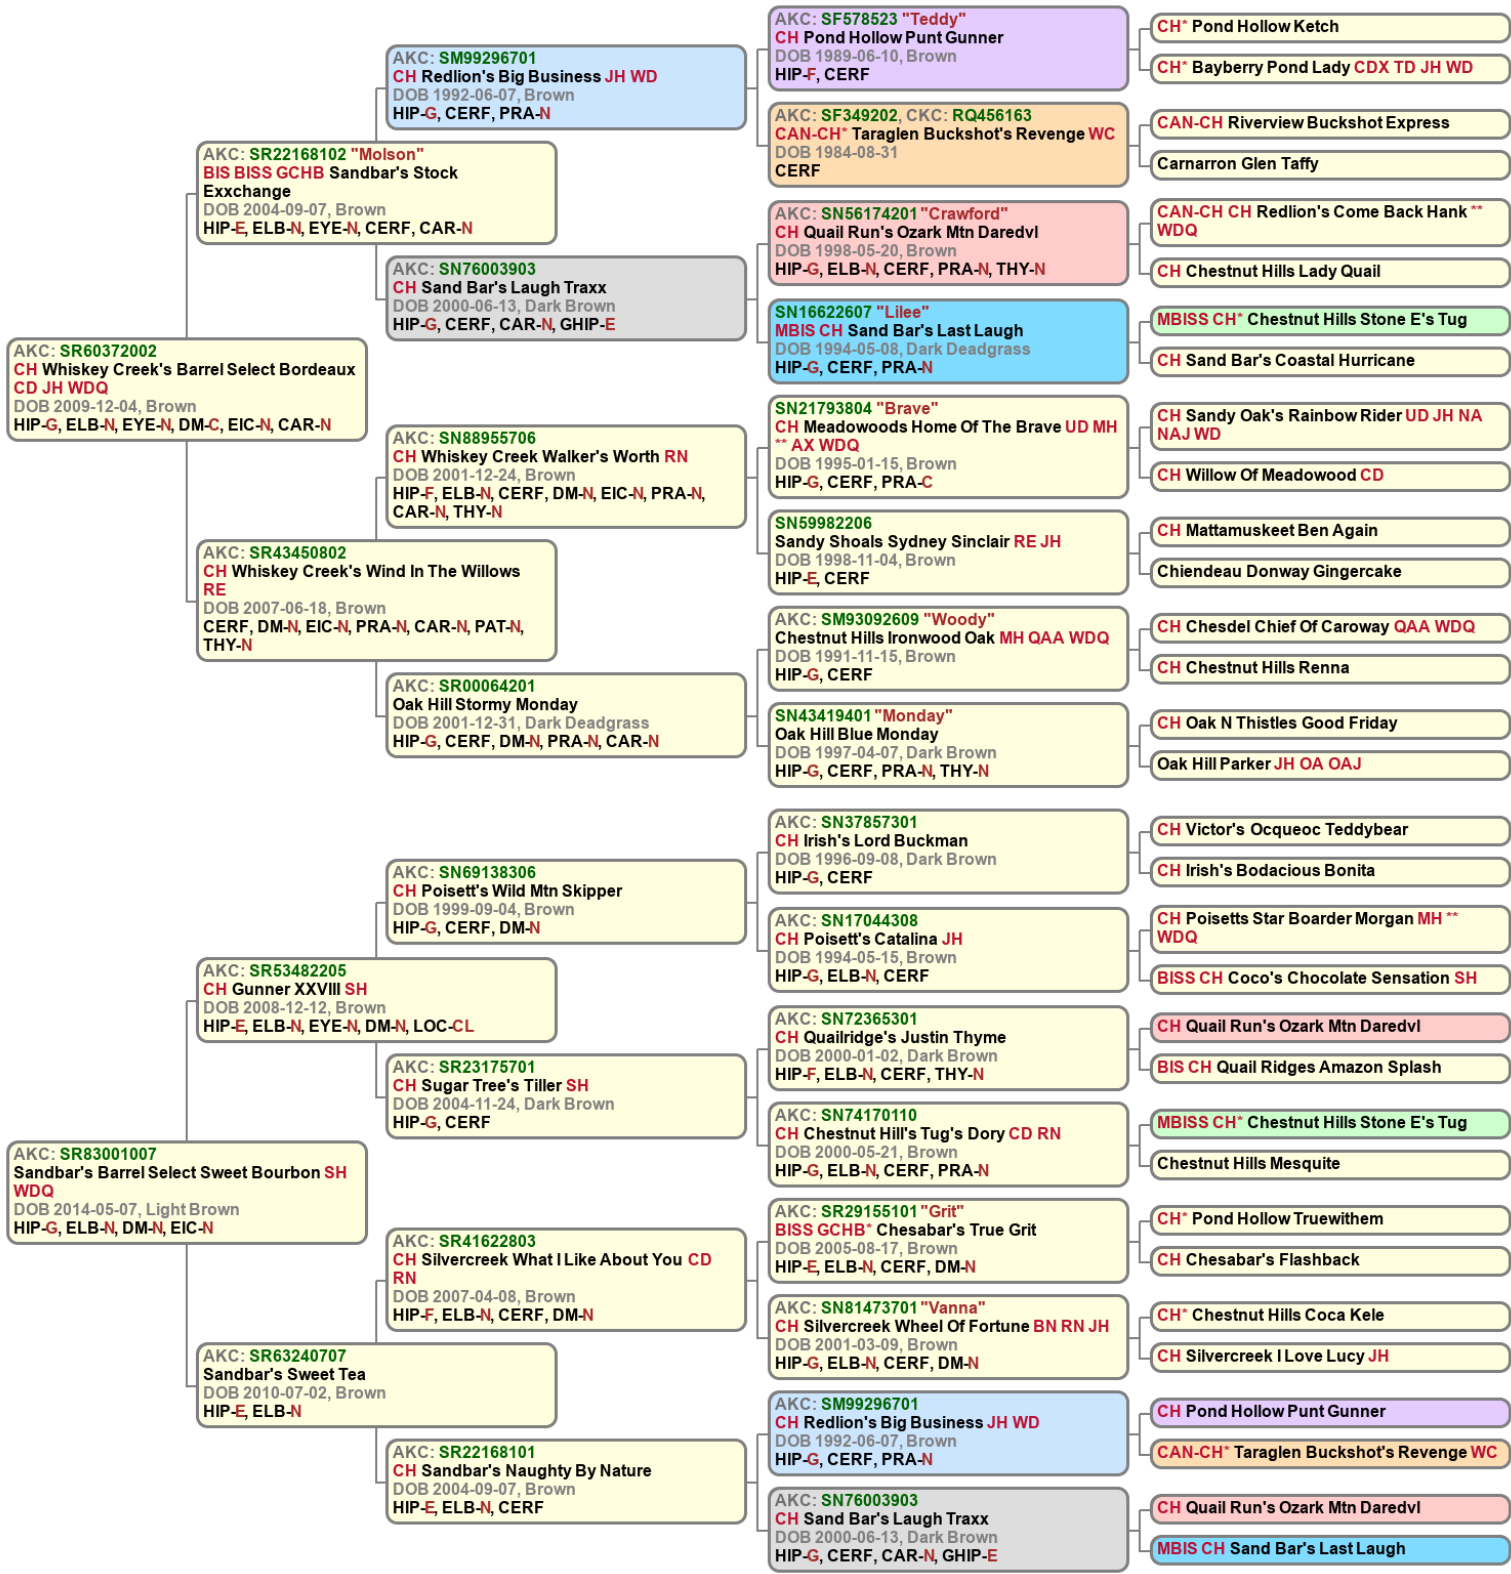 AKC: SR60372002
CH Whiskey Creek's Barrel Select Bordeaux
CD JH WDQ
DOB 2009-12-04, Brown
HIP-G, ELB-N, EYE-N, DM-C, EIC-N, CAR-N
AKC: SR83001007
Sandbar's Barrel Select Sweet Bourbon SH
WDQ
DOB 2014-05-07, Light Brown
HIP-G, ELB-N, DM-N, EIC-N
AKC: SR22168102 "Molson"
BIS BISS GCHB Sandbar's Stock
Exxchange
DOB 2004-09-07, Brown
HIP-E, ELB-N, EYE-N, CERF, CAR-N
AKC: SR43450802
CH Whiskey Creek's Wind In The Willows
RE
DOB 2007-06-18, Brown
CERF, DM-N, EIC-N, PRA-N, CAR-N, PAT-N,
THY-N
AKC: SR53482205
CH Gunner XXVIII SH
DOB 2008-12-12, Brown
HIP-E, ELB-N, EYE-N, DM-N, LOC-CL
AKC: SR63240707
Sandbar's Sweet Tea
DOB 2010-07-02, Brown
HIP-E, ELB-N
AKC: SM99296701
CH Redlion's Big Business JH WD
DOB 1992-06-07, Brown
HIP-G, CERF, PRA-N
AKC: SN76003903
CH Sand Bar's Laugh Traxx
DOB 2000-06-13, Dark Brown
HIP-G, CERF, CAR-N, GHIP-E
AKC: SN88955706
CH Whiskey Creek Walker's Worth RN
DOB 2001-12-24, Brown
HIP-F, ELB-N, CERF, DM-N, EIC-N, PRA-N,
CAR-N, THY-N
AKC: SR00064201
Oak Hill Stormy Monday
DOB 2001-12-31, Dark Deadgrass
HIP-G, CERF, DM-N, PRA-N, CAR-N
AKC: SN69138306
CH Poisett's Wild Mtn Skipper
DOB 1999-09-04, Brown
HIP-G, CERF, DM-N
AKC: SR23175701
CH Sugar Tree's Tiller SH
DOB 2004-11-24, Dark Brown
HIP-G, CERF
AKC: SR41622803
CH Silvercreek What I Like About You CD
RN
DOB 2007-04-08, Brown
HIP-F, ELB-N, CERF, DM-N
AKC: SR22168101
CH Sandbar's Naughty By Nature
DOB 2004-09-07, Brown
HIP-E, ELB-N, CERF
AKC: SF578523 "Teddy"
CH Pond Hollow Punt Gunner
DOB 1989-06-10, Brown
HIP-F, CERF
AKC: SF349202, CKC: RQ456163
CAN-CH* Taraglen Buckshot's Revenge WC
DOB 1984-08-31
CERF
AKC: SN56174201 "Crawford"
CH Quail Run's Ozark Mtn Daredvl
DOB 1998-05-20, Brown
HIP-G, ELB-N, CERF, PRA-N, THY-N
SN16622607 "Lilee"
MBIS CH Sand Bar's Last Laugh
DOB 1994-05-08, Dark Deadgrass
HIP-G, CERF, PRA-N
SN21793804 "Brave"
CH Meadowoods Home Of The Brave UD MH
** AX WDQ
DOB 1995-01-15, Brown
HIP-G, CERF, PRA-C
SN59982206
Sandy Shoals Sydney Sinclair RE JH
DOB 1998-11-04, Brown
HIP-E, CERF
AKC: SM93092609 "Woody"
Chestnut Hills Ironwood Oak MH QAA WDQ
DOB 1991-11-15, Brown
HIP-G, CERF
SN43419401 "Monday"
Oak Hill Blue Monday
DOB 1997-04-07, Dark Brown
HIP-G, CERF, PRA-N, THY-N
AKC: SN37857301
CH Irish's Lord Buckman
DOB 1996-09-08, Dark Brown
HIP-G, CERF
AKC: SN17044308
CH Poisett's Catalina JH
DOB 1994-05-15, Brown
HIP-G, ELB-N, CERF
AKC: SN72365301
CH Quailridge's Justin Thyme
DOB 2000-01-02, Dark Brown
HIP-F, ELB-N, CERF, THY-N
AKC: SN74170110
CH Chestnut Hill's Tug's Dory CD RN
DOB 2000-05-21, Brown
HIP-G, ELB-N, CERF, PRA-N
AKC: SR29155101 "Grit"
BISS GCHB* Chesabar's True Grit
DOB 2005-08-17, Brown
HIP-E, ELB-N, CERF, DM-N
AKC: SN81473701 "Vanna"
CH Silvercreek Wheel Of Fortune BN RN JH
DOB 2001-03-09, Brown
HIP-G, ELB-N, CERF, DM-N
AKC: SM99296701
CH Redlion's Big Business JH WD
DOB 1992-06-07, Brown
HIP-G, CERF, PRA-N
AKC: SN76003903
CH Sand Bar's Laugh Traxx
DOB 2000-06-13, Dark Brown
HIP-G, CERF, CAR-N, GHIP-E
CH* Pond Hollow Ketch
CH* Bayberry Pond Lady CDX TD JH WD
CAN-CH Riverview Buckshot Express
Carnarron Glen Taffy
CAN-CH CH Redlion's Come Back Hank **
WDQ
CH Chestnut Hills Lady Quail
MBISS CH* Chestnut Hills Stone E's Tug
CH Sand Bar's Coastal Hurricane
CH Sandy Oak's Rainbow Rider UD JH NA
NAJ WD
CH Willow Of Meadowood CD
CH Mattamuskeet Ben Again
Chiendeau Donway Gingercake
CH Chesdel Chief Of Caroway QAA WDQ
CH Chestnut Hills Renna
CH Oak N Thistles Good Friday
Oak Hill Parker JH OA OAJ
CH Victor's Ocqueoc Teddybear
CH Irish's Bodacious Bonita
CH Poisetts Star Boarder Morgan MH **
WDQ
BISS CH Coco's Chocolate Sensation SH
CH Quail Run's Ozark Mtn Daredvl
BIS CH Quail Ridges Amazon Splash
MBISS CH* Chestnut Hills Stone E's Tug
Chestnut Hills Mesquite
CH* Pond Hollow Truewithem
CH Chesabar's Flashback
CH* Chestnut Hills Coca Kele
CH Silvercreek I Love Lucy JH
CH Pond Hollow Punt Gunner
CAN-CH* Taraglen Buckshot's Revenge WC
CH Quail Run's Ozark Mtn Daredvl
MBIS CH Sand Bar's Last Laugh